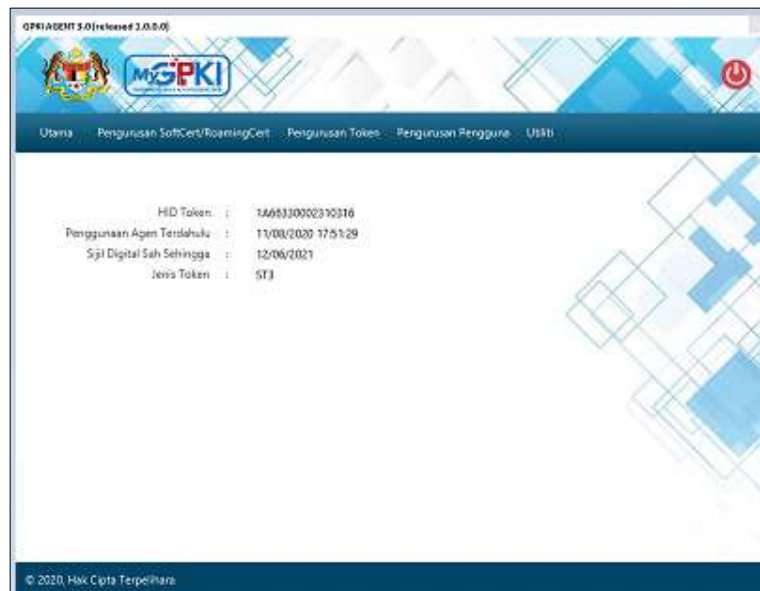 GPKI AGENT 3.0 (released 1.0.0.0)
MyGPKI
Utama Pengurusan SoftCert/RoamingCert Pengurusan Token Pengurusan Pengguna Utiliti
HID Token : 1A66330002310316
Penggunaan Agen Terdahulu : 11/08/2020 17:51:29
Sijil Digital Sah Sehingga : 12/06/2021
Jenis Token : ST3
© 2020, Hak Cipta Terpelihara